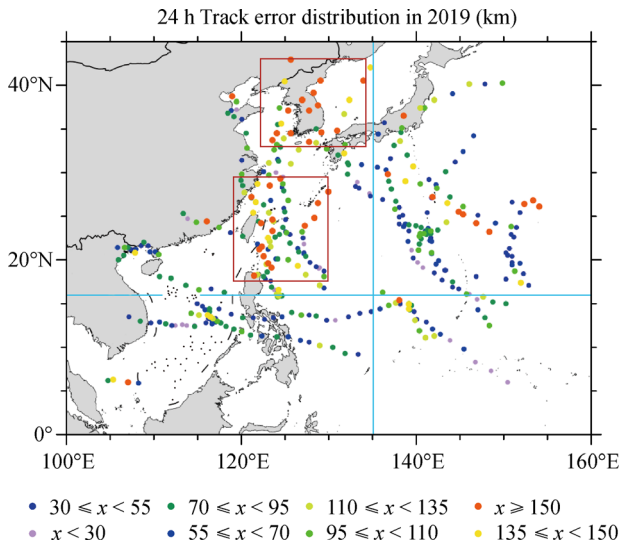 24 h Track error distribution in 2019 (km)
40°N
20°N
0°
100°E 120°E 140°E 160°E
30 ⩽ x < 55 70 ⩽ x < 95 110 ⩽ x < 135 x ⩾ 150
x < 30 55 ⩽ x < 70 95 ⩽ x < 110 135 ⩽ x < 150